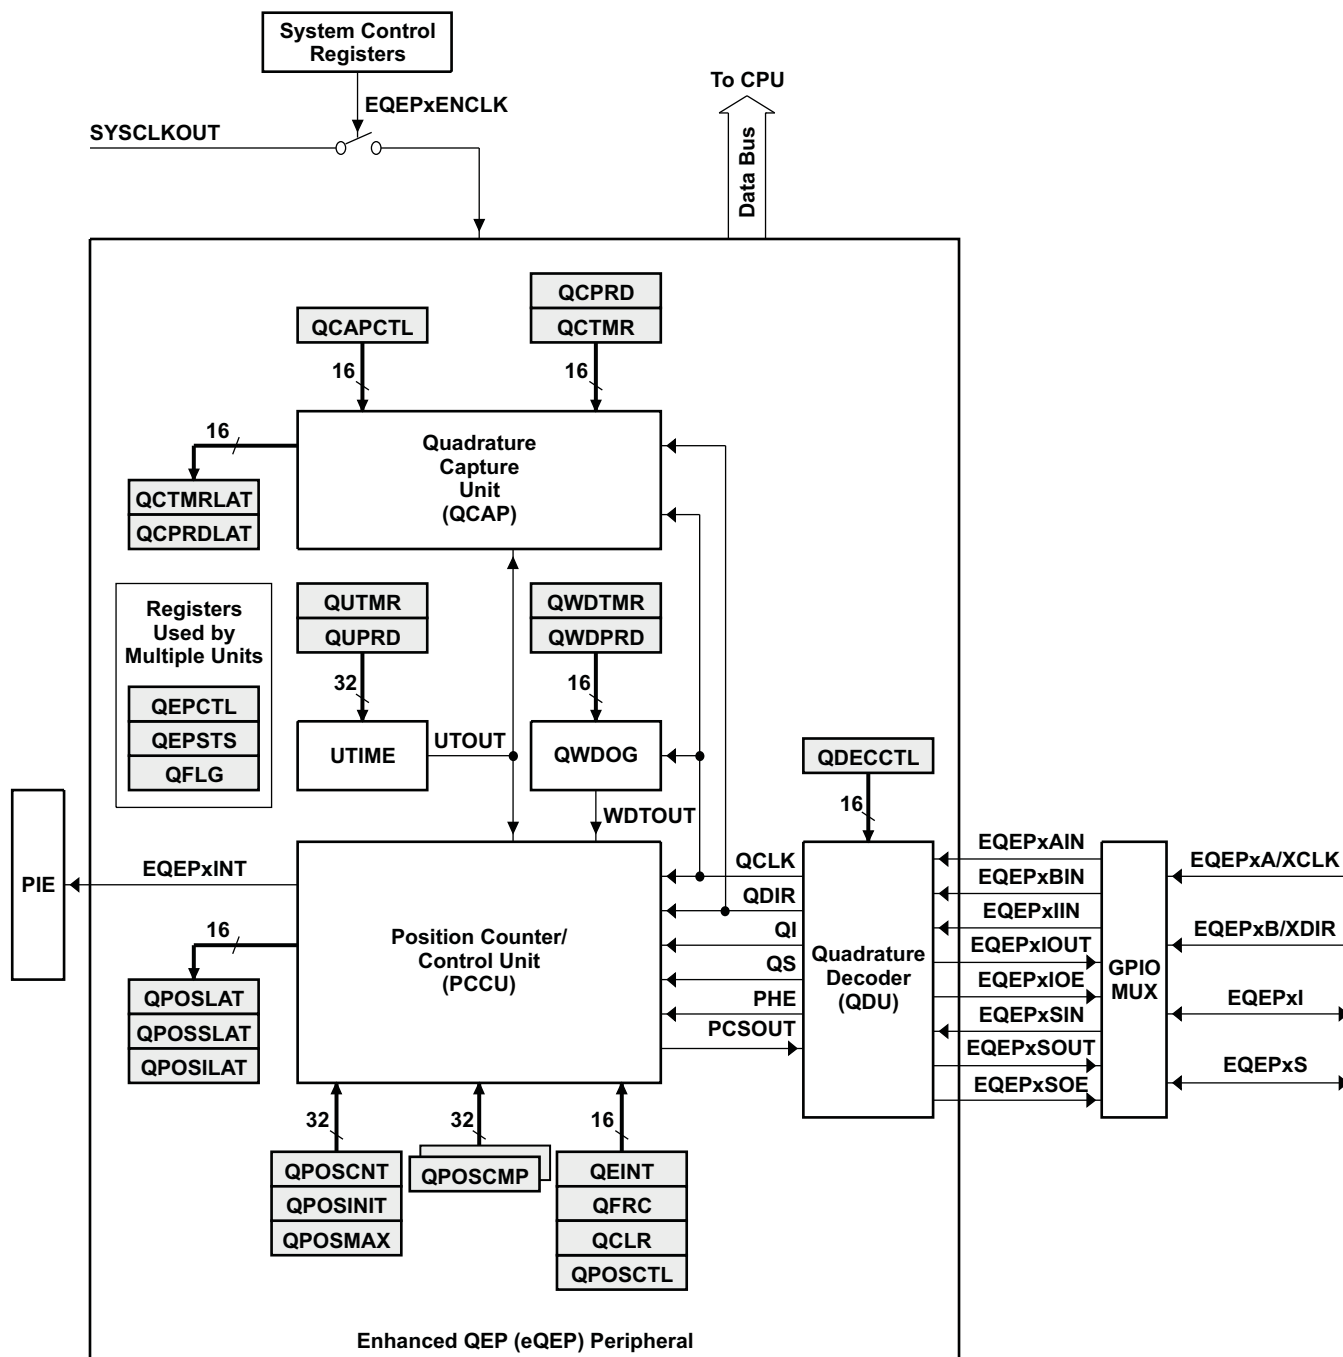 System Control
Registers
To CPU
EQEPxENCLK
SYSCLKOUT
Data Bus
QCPRD
QCAPCTL
QCTMR
16
16
16
Quadrature
Capture
Unit
(QCAP)
QCTMRLAT
QCPRDLAT
Registers
Used by
Multiple Units
QEPCTL
QEPSTS
QFLG
QUTMR
QUPRD
QWDTMR
QWDPRD
32
16
UTIME
UTOUT
QWDOG
WDTOUT
QDECCTL
16
PIE
EQEPxINT
16
Position Counter/
Control Unit
(PCCU)
QCLK
QDIR
QI
QS
PHE
PCSOUT
Quadrature
Decoder
(QDU)
EQEPxAIN
EQEPxBIN
EQEPxIIN
EQEPxIOUT
EQEPxIOE
EQEPxSIN
EQEPxSOUT
EQEPxSOE
GPIO
MUX
EQEPxA/XCLK
EQEPxB/XDIR
EQEPxI
EQEPxS
QPOSLAT
QPOSSLAT
QPOSILAT
32
32
16
QPOSCNT
QPOSINIT
QPOSMAX
QPOSCMP
QEINT
QFRC
QCLR
QPOSCTL
Enhanced QEP (eQEP) Peripheral